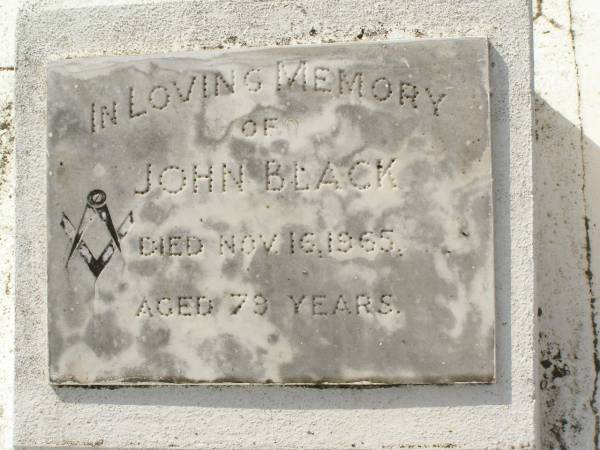 IN LOVING MEMORY
OF
JOHN BLACK
DIED NOV. 16, 1965,
AGED 79 YEARS.